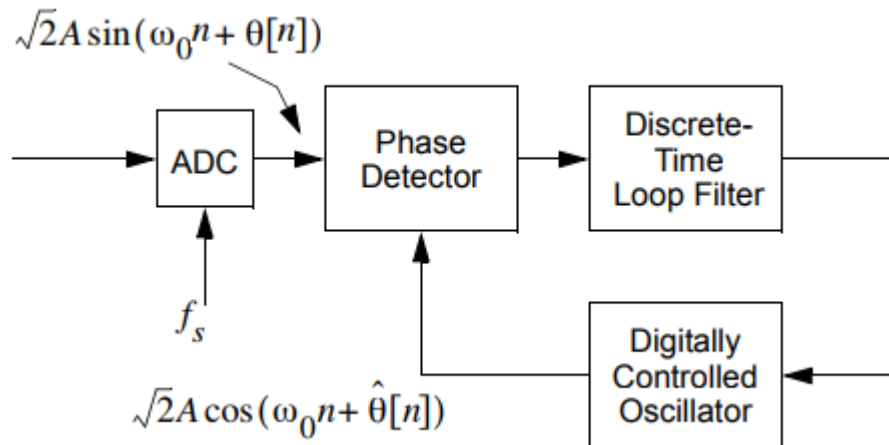 √2A sin(ω₀n + θ[n])
ADC
Phase
Detector
Discrete-
Time
Loop Filter
fₛ
√2A cos(ω₀n + θ̂[n])
Digitally
Controlled
Oscillator